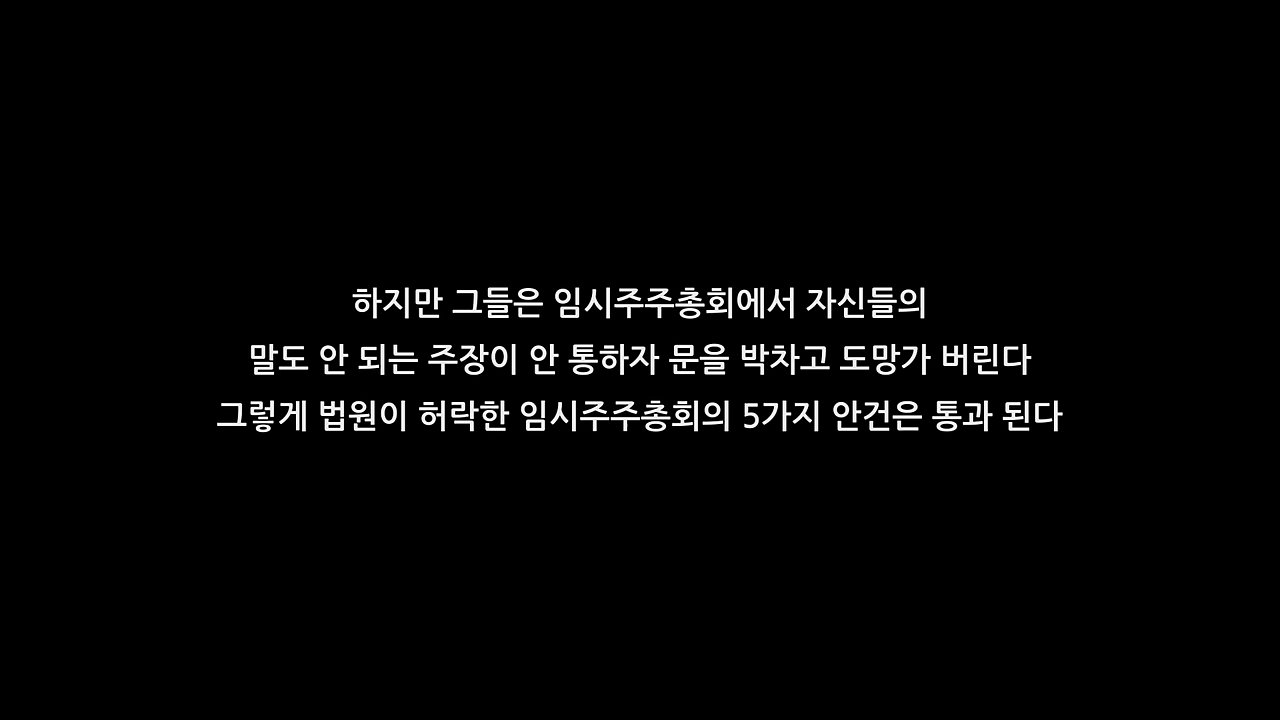 하지만 그들은 임시주주총회에서 자신들의
말도 안 되는 주장이 안 통하자 문을 박차고 도망가 버린다
그렇게 법원이 허락한 임시주주총회의 5가지 안건은 통과 된다